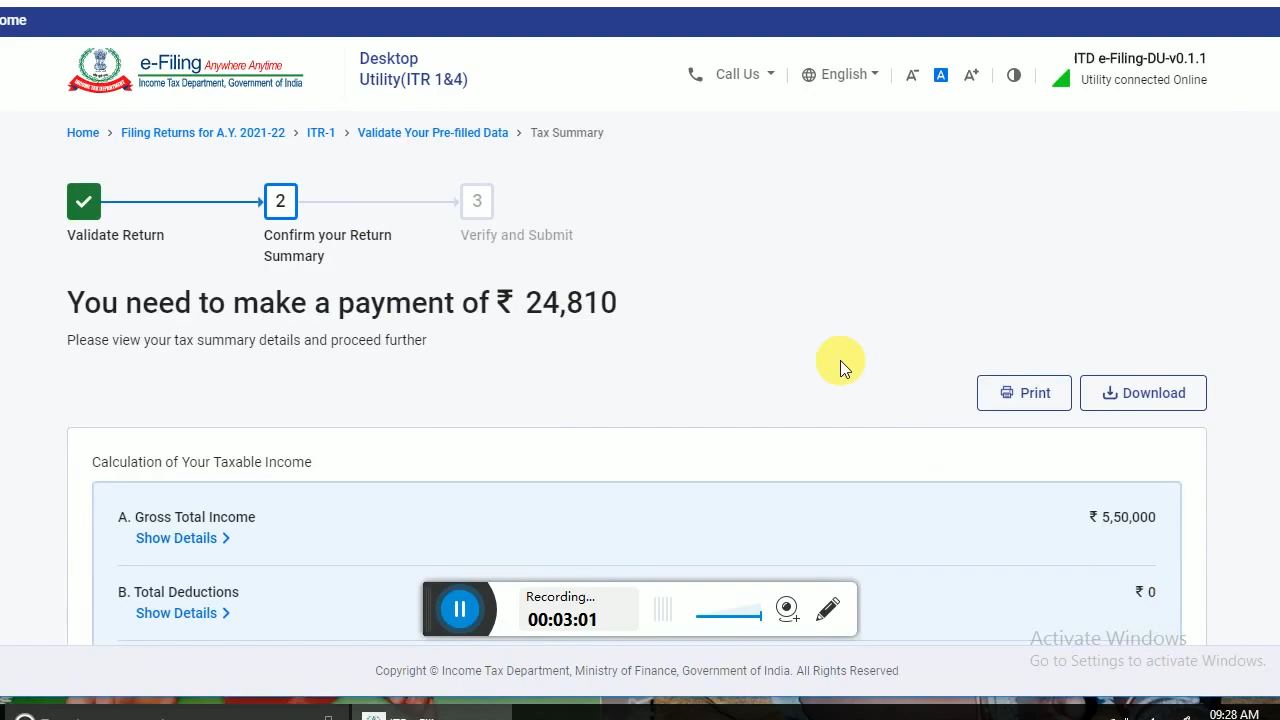 ome
e-Filing Anywhere Anytime
Income Tax Department, Government of India
Desktop
Utility(ITR 1&4)
Call Us
English
A-
A
A+
ITD e-Filing-DU-v0.1.1
Utility connected Online
Home > Filing Returns for A.Y. 2021-22 > ITR-1 > Validate Your Pre-filled Data > Tax Summary
2
3
Validate Return
Confirm your Return
Summary
Verify and Submit
You need to make a payment of ₹ 24,810
Please view your tax summary details and proceed further
Print
Download
Calculation of Your Taxable Income
A. Gross Total Income
₹ 5,50,000
Show Details >
B. Total Deductions
₹ 0
Show Details >
Recording...
00:03:01
Activate Windows
Go to Settings to activate Windows.
Copyright © Income Tax Department, Ministry of Finance, Government of India. All Rights Reserved
09:28 AM